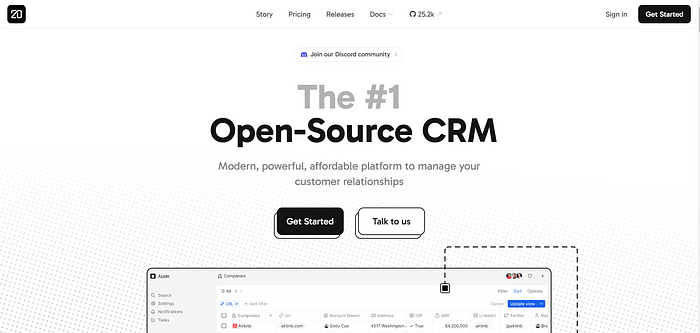 20
Story Pricing Releases Docs 25.2k Sign in Get Started
Join our Discord community
The #1
Open-Source CRM
Modern, powerful, affordable platform to manage your
customer relationships
Get Started Talk to us
Apple Companies
Search
Settings
Notifications
Tasks
All Filter Sort Options
URL Add filter Cancel Update view
Companies Url Account Owner Address ICP ARR Linkedin Twitter
Airbnb airbnb.com Eddy Cue True $4,200,000 airbnb @airbnb